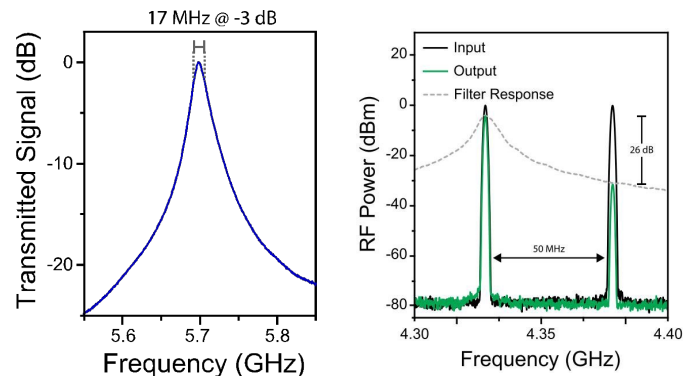 17 MHz @ -3 dB
Transmitted Signal (dB)
0
-10
-20
5.6 5.7 5.8
Frequency (GHz)
RF Power (dBm)
20
0
-20
-40
-60
-80
Input
Output
Filter Response
26 dB
50 MHz
4.30 4.35 4.40
Frequency (GHz)